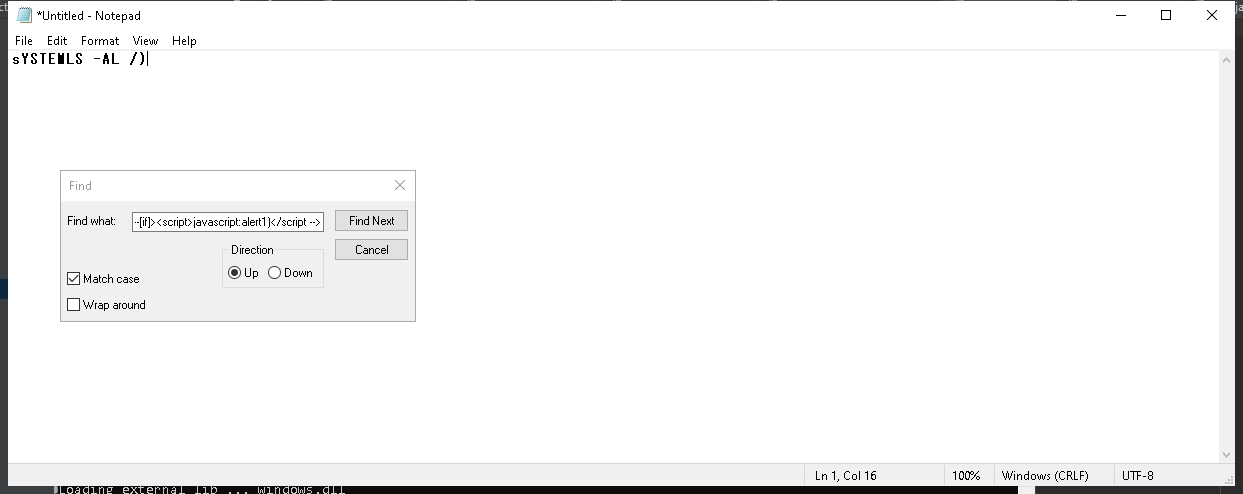 *Untitled - Notepad
File Edit Format View Help
sYSTEMLS -AL /)
Find
Find what: --[if]><script>javascript:alert1)</script -->
Find Next
Direction
Cancel
Up Down
Match case
Wrap around
Ln 1, Col 16 100% Windows (CRLF) UTF-8
Loading external lib ... windows.dll